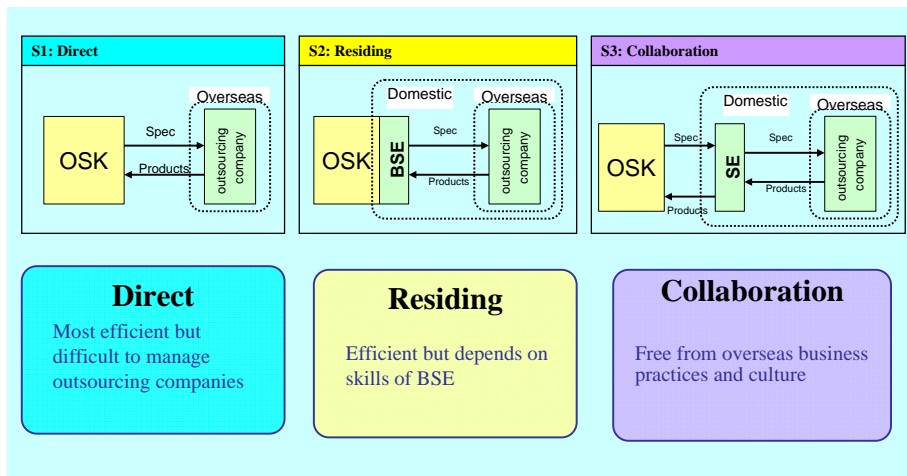 S1: Direct
Overseas
OSK
Spec
Products
outsourcing
company
S2: Residing
Domestic
Overseas
OSK
BSE
Spec
Products
outsourcing
company
S3: Collaboration
Domestic
Overseas
OSK
Spec
Products
SE
Spec
Products
outsourcing
company
Direct
Most efficient but
difficult to manage
outsourcing companies
Residing
Efficient but depends on
skills of BSE
Collaboration
Free from overseas business
practices and culture